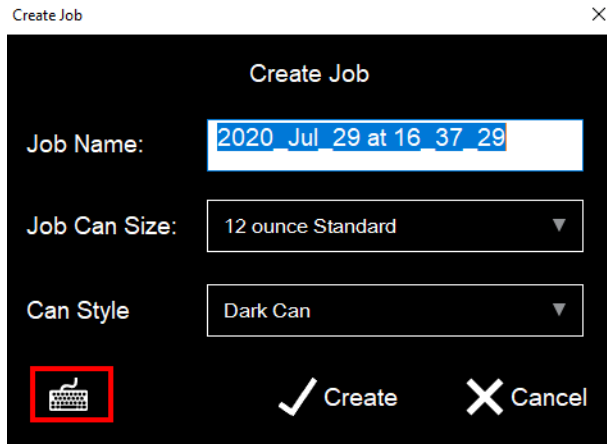 Create Job
Create Job
Job Name: 2020_Jul_29 at 16_37_29
Job Can Size: 12 ounce Standard
Can Style Dark Can
Create Cancel